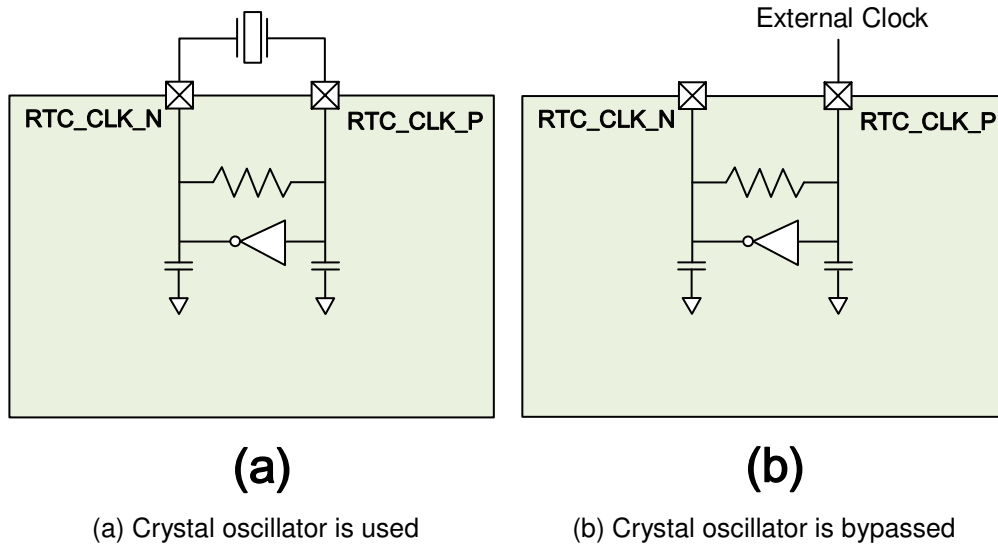 External Clock
RTC_CLK_N
RTC_CLK_P
RTC_CLK_N
RTC_CLK_P
(a)
(b)
(a) Crystal oscillator is used
(b) Crystal oscillator is bypassed